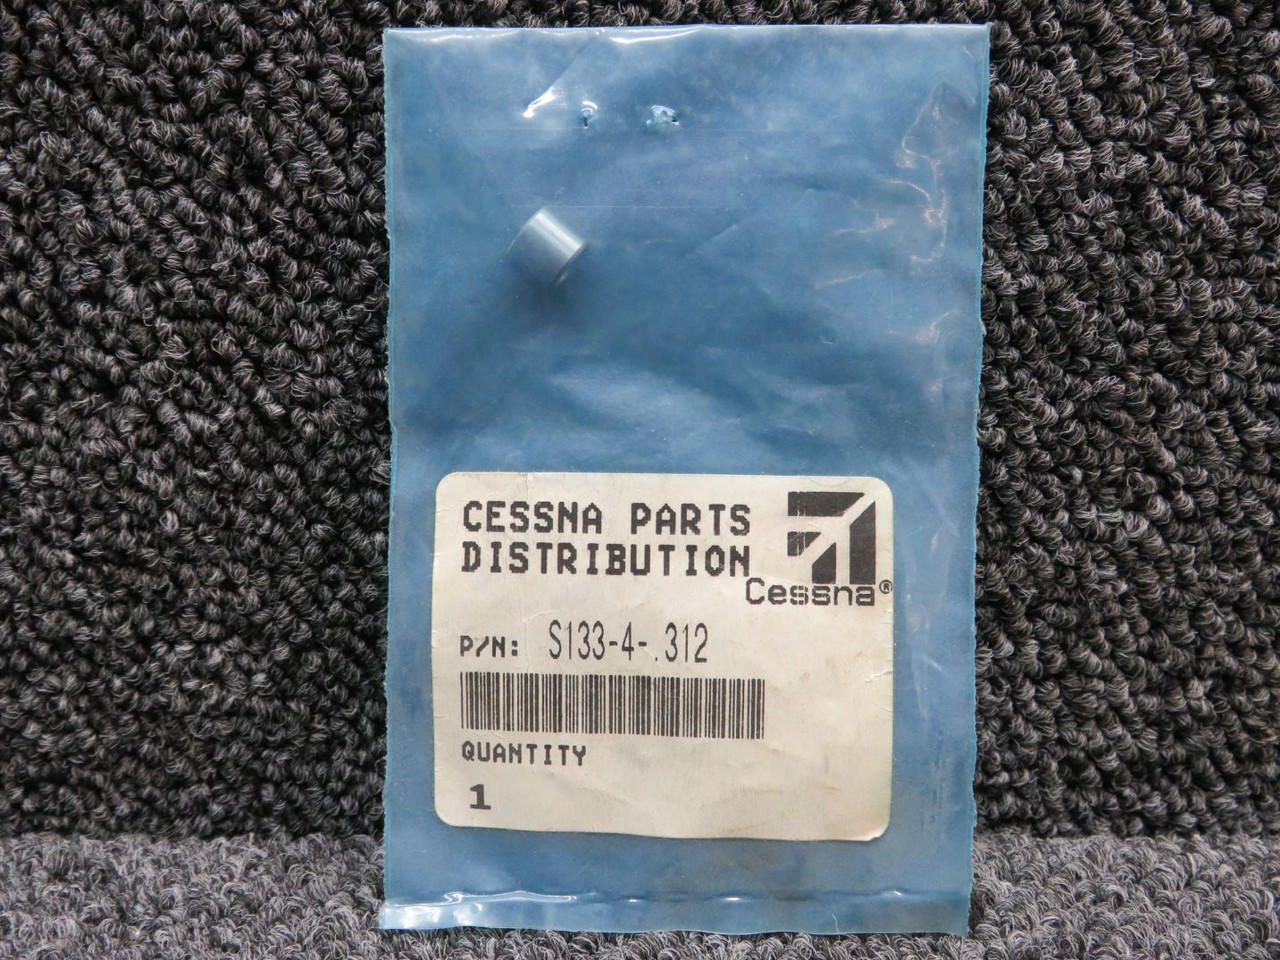 CESSNA PARTS
DISTRIBUTION
Cessna®
P/N: S133-4-.312
QUANTITY
1